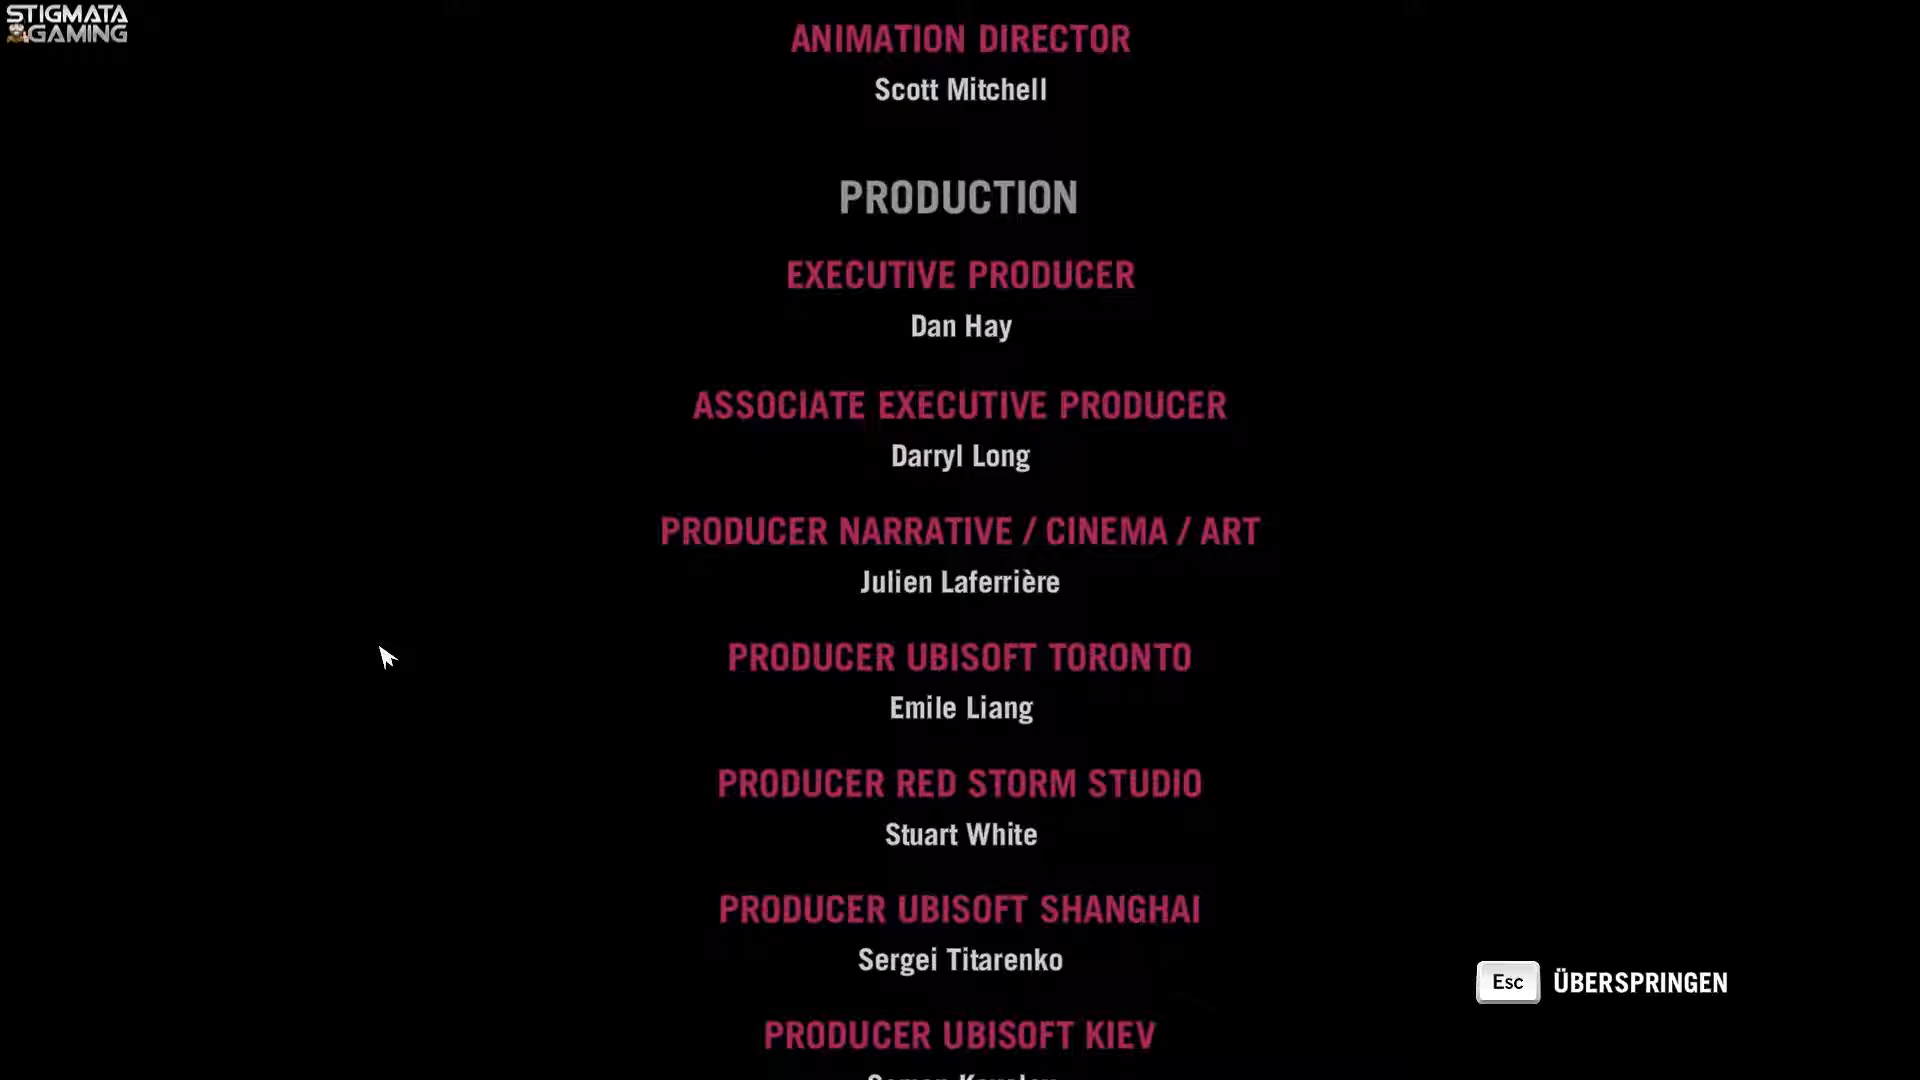 STIGMATA
GAMING
ANIMATION DIRECTOR
Scott Mitchell
PRODUCTION
EXECUTIVE PRODUCER
Dan Hay
ASSOCIATE EXECUTIVE PRODUCER
Darryl Long
PRODUCER NARRATIVE / CINEMA / ART
Julien Laferrière
PRODUCER UBISOFT TORONTO
Emile Liang
PRODUCER RED STORM STUDIO
Stuart White
PRODUCER UBISOFT SHANGHAI
Sergei Titarenko
Esc ÜBERSPRINGEN
PRODUCER UBISOFT KIEV